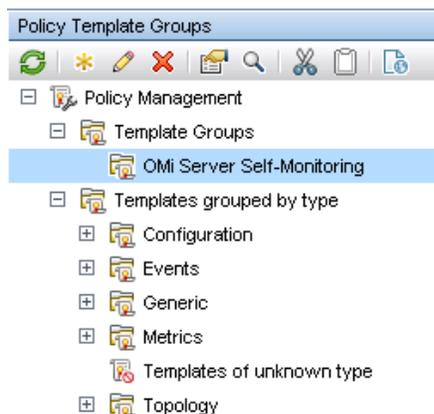 Policy Template Groups
Policy Management
Template Groups
OMi Server Self-Monitoring
Templates grouped by type
Configuration
Events
Generic
Metrics
Templates of unknown type
Topology